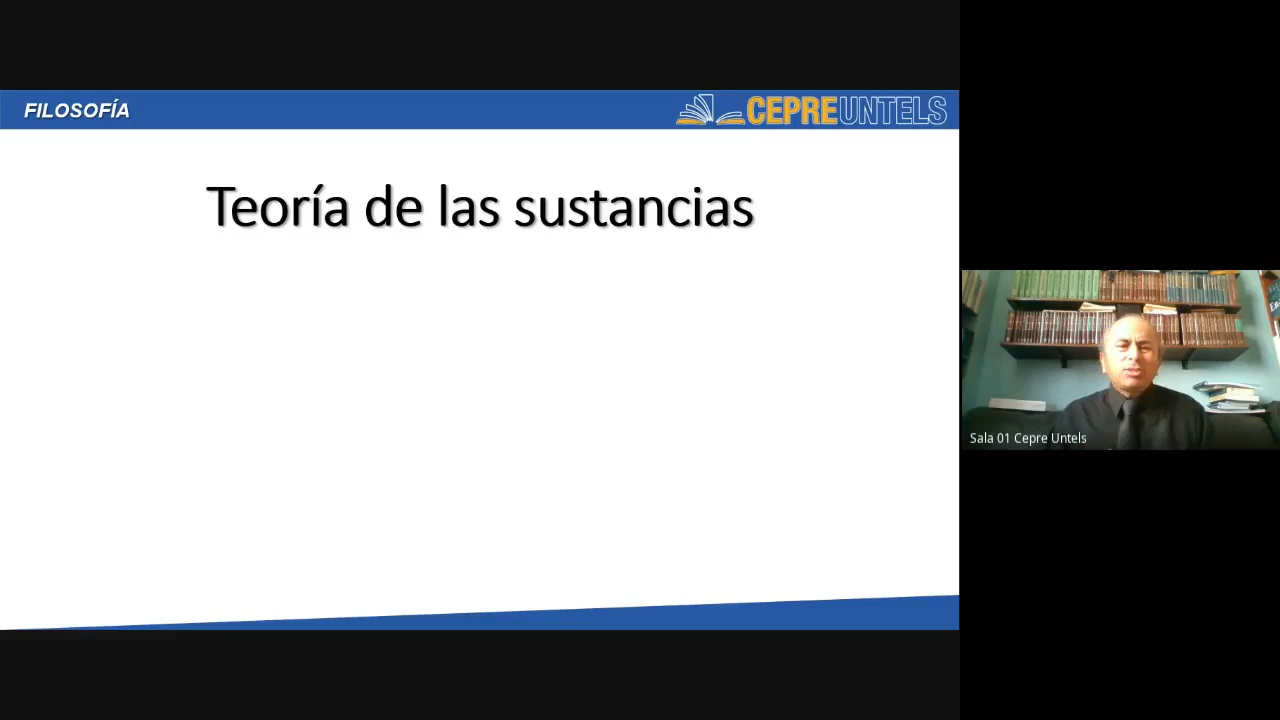 FILOSOFÍA
CEPREUNTELS
Teoría de las sustancias
Sala 01 Cepre Untels